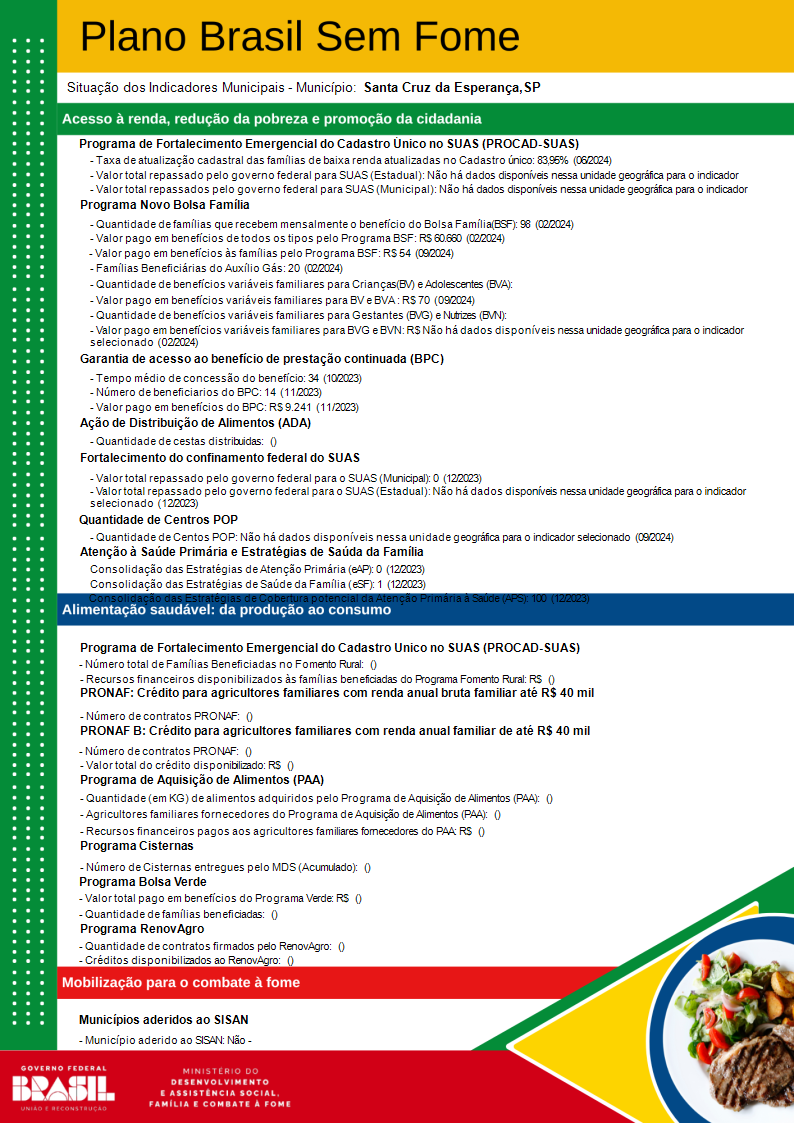 Plano Brasil Sem Fome
Situação dos Indicadores Municipais - Município: Santa Cruz da Esperança,SP
Acesso à renda, redução da pobreza e promoção da cidadania
Programa de Fortalecimento Emergencial do Cadastro Único no SUAS (PROCAD-SUAS)
- Taxa de atualização cadastral das famílias de baixa renda atualizadas no Cadastro único: 83,95% (06/2024)
- Valor total repassado pelo governo federal para SUAS (Estadual): Não há dados disponíveis nessa unidade geográfica para o indicador
- Valor total repassados pelo governo federal para SUAS (Municipal): Não há dados disponíveis nessa unidade geográfica para o indicador
Programa Novo Bolsa Família
- Quantidade de famílias que recebem mensalmente o benefício do Bolsa Família(BSF): 98 (02/2024)
- Valor pago em benefícios de todos os tipos pelo Programa BSF: R$ 60.660 (02/2024)
- Valor pago em benefícios às famílias pelo Programa BSF: R$ 54 (09/2024)
- Famílias Beneficiárias do Auxílio Gás: 20 (02/2024)
- Quantidade de benefícios variáveis familiares para Crianças(BV) e Adolescentes (BVA):
- Valor pago em benefícios variáveis familiares para BV e BVA : R$ 70 (09/2024)
- Quantidade de benefícios variáveis familiares para Gestantes (BVG) e Nutrizes (BVN):
- Valor pago em benefícios variáveis familiares para BVG e BVN: R$ Não há dados disponíveis nessa unidade geográfica para o indicador
selecionado (02/2024)
Garantia de acesso ao benefício de prestação continuada (BPC)
- Tempo médio de concessão do benefício: 34 (10/2023)
- Número de beneficiarios do BPC: 14 (11/2023)
- Valor pago em benefícios do BPC: R$ 9.241 (11/2023)
Ação de Distribuição de Alimentos (ADA)
- Quantidade de cestas distribuidas: ()
Fortalecimento do confinamento federal do SUAS
- Valor total repassado pelo governo federal para o SUAS (Municipal): 0 (12/2023)
- Valor total repassado pelo governo federal para o SUAS (Estadual): Não há dados disponíveis nessa unidade geográfica para o indicador
selecionado (12/2023)
Quantidade de Centros POP
- Quantidade de Centos POP: Não há dados disponíveis nessa unidade geográfica para o indicador selecionado (09/2024)
Atenção à Saúde Primária e Estratégias de Saúda da Família
Consolidação das Estratégias de Atenção Primária (eAP): 0 (12/2023)
Consolidação das Estratégias de Saúde da Família (eSF): 1 (12/2023)
Consolidação das Estratégias de Cobertura potencial da Atenção Primária à Saúde (APS): 100 (12/2023)
Alimentação saudável: da produção ao consumo
Programa de Fortalecimento Emergencial do Cadastro Unico no SUAS (PROCAD-SUAS)
- Número total de Famílias Beneficiadas no Fomento Rural: ()
- Recursos financeiros disponibilizados às famílias beneficiadas do Programa Fomento Rural: R$ ()
PRONAF: Crédito para agricultores familiares com renda anual bruta familiar até R$ 40 mil
- Número de contratos PRONAF: ()
PRONAF B: Crédito para agricultores familiares com renda anual familiar de até R$ 40 mil
- Número de contratos PRONAF: ()
- Valor total do crédito disponibilizado: R$ ()
Programa de Aquisição de Alimentos (PAA)
- Quantidade (em KG) de alimentos adquiridos pelo Programa de Aquisição de Alimentos (PAA): ()
- Agricultores familiares fornecedores do Programa de Aquisição de Alimentos (PAA): ()
- Recursos financeiros pagos aos agricultores familiares fornecedores do PAA: R$ ()
Programa Cisternas
- Número de Cisternas entregues pelo MDS (Acumulado): ()
Programa Bolsa Verde
- Valor total pago em benefícios do Programa Verde: R$ ()
- Quantidade de famílias beneficiadas: ()
Programa RenovAgro
- Quantidade de contratos firmados pelo RenovAgro: ()
- Créditos disponibilizados ao RenovAgro: ()
Mobilização para o combate à fome
Municípios aderidos ao SISAN
- Município aderido ao SISAN: Não -
GOVERNO FEDERAL
BRASIL
UNIÃO E RECONSTRUÇÃO
MINISTÉRIO DO
DESENVOLVIMENTO
E ASSISTÊNCIA SOCIAL,
FAMÍLIA E COMBATE À FOME